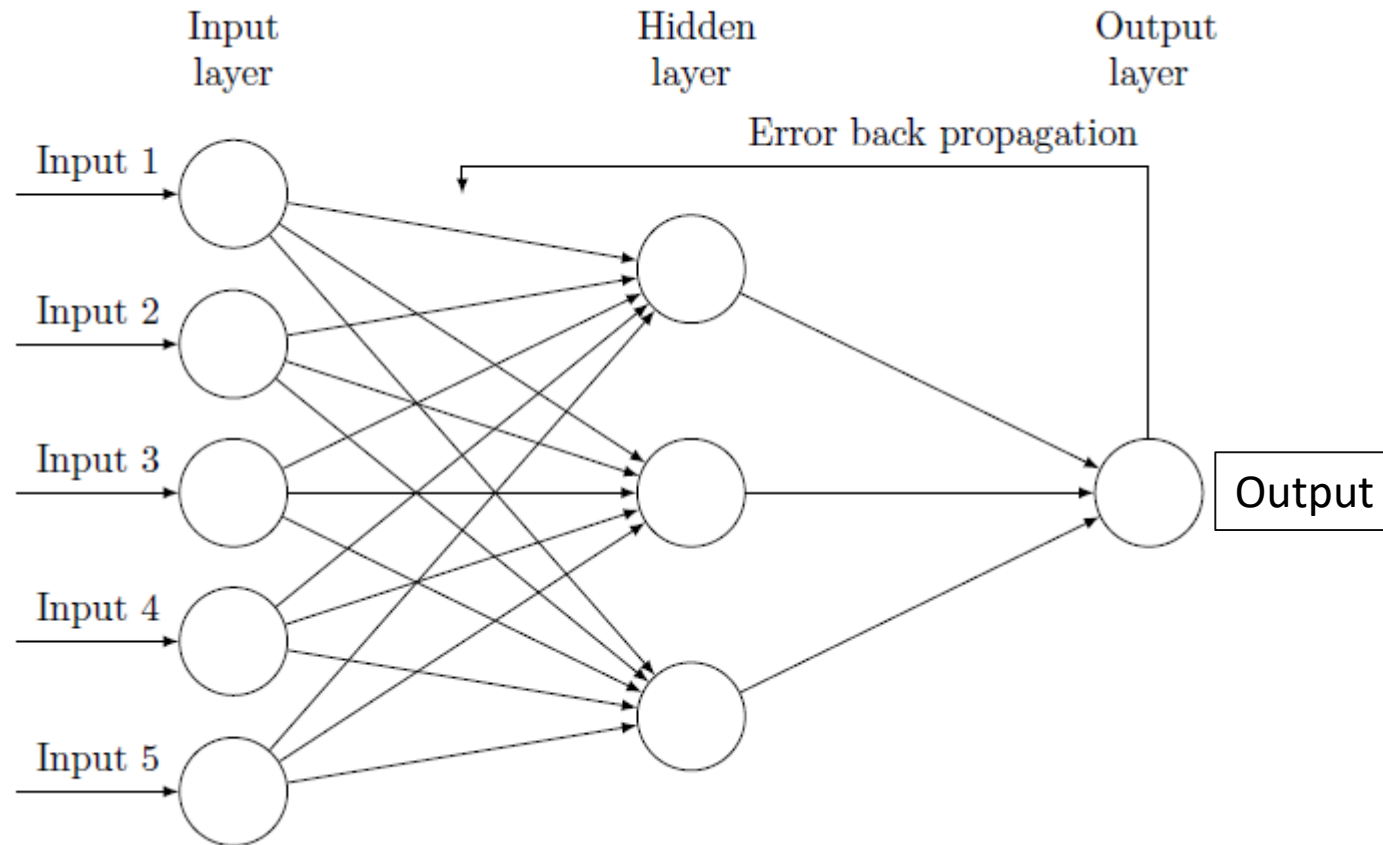 Input
layer
Hidden
layer
Output
layer
Error back propagation
Input 1
Input 2
Input 3
Output
Input 4
Input 5